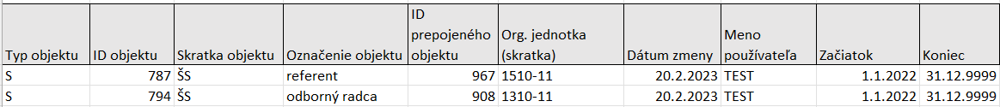 Typ objektu ID objektu Skratka objektu Označenie objektu ID prepojeného objektu Org. jednotka (skratka) Dátum zmeny Meno používateľa Začiatok Koniec
S 787 ŠS referent 967 1510-11 20.2.2023 TEST 1.1.2022 31.12.9999
S 794 ŠS odborný radca 908 1310-11 20.2.2023 TEST 1.1.2022 31.12.9999